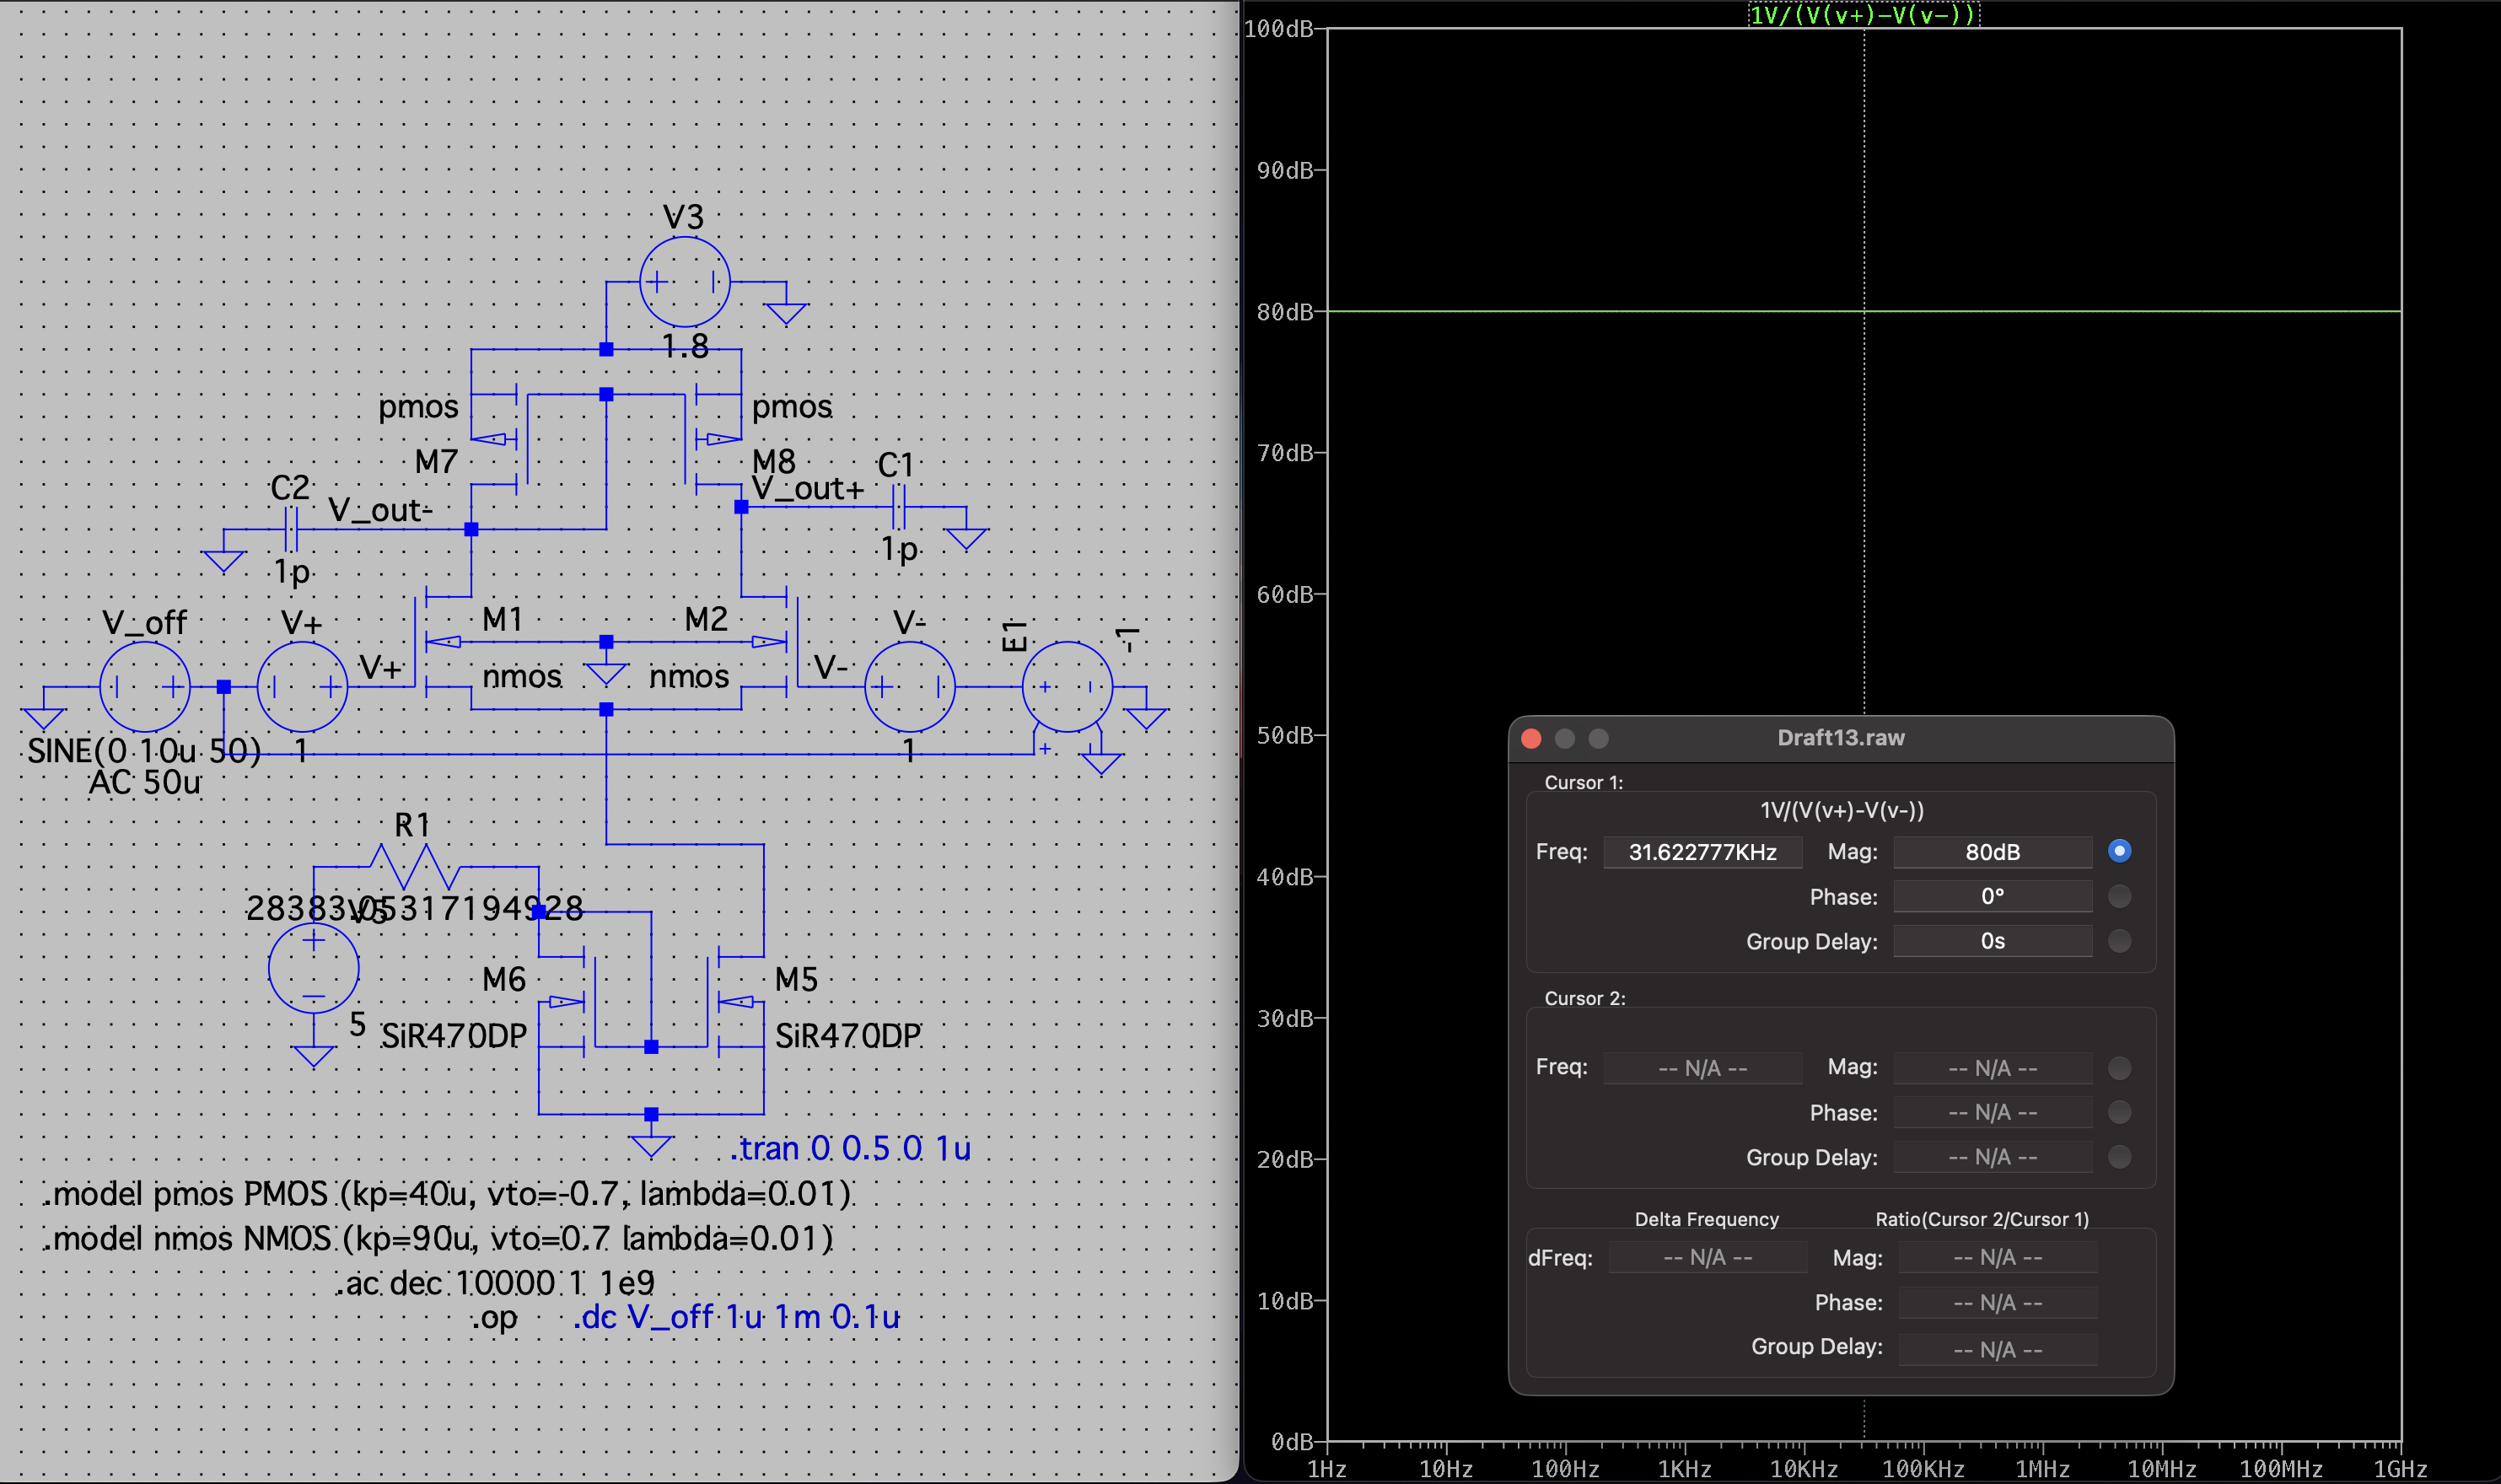 V3
1.8
pmos
pmos
M7
M8
C2
V_out-
V_out+
C1
1p
1p
V_off
V+
M1
M2
V-
E1
-1
V+
nmos
nmos
V-
SINE(0 10u 50)
AC 50u
1
1
R1
28383.05317194928
V5
M6
M5
5
SiR470DP
SiR470DP
.tran 0 0.5 0 1u
.model pmos PMOS (kp=40u, vto=-0.7, lambda=0.01)
.model nmos NMOS (kp=90u, vto=0.7 lambda=0.01)
.ac dec 10000 1 1e9
.op
.dc V_off 1u 1m 0.1u
1V/(V(v+)-V(v-))
100dB
90dB
80dB
70dB
60dB
50dB
40dB
30dB
20dB
10dB
0dB
1Hz 10Hz 100Hz 1KHz 10KHz 100KHz 1MHz 10MHz 100MHz 1GHz
Draft13.raw
Cursor 1:
1V/(V(v+)-V(v-))
Freq: 31.622777KHz Mag: 80dB
Phase: 0°
Group Delay: 0s
Cursor 2:
Freq: -- N/A -- Mag: -- N/A --
Phase: -- N/A --
Group Delay: -- N/A --
Delta Frequency Ratio(Cursor 2/Cursor 1)
dFreq: -- N/A -- Mag: -- N/A --
Phase: -- N/A --
Group Delay: -- N/A --